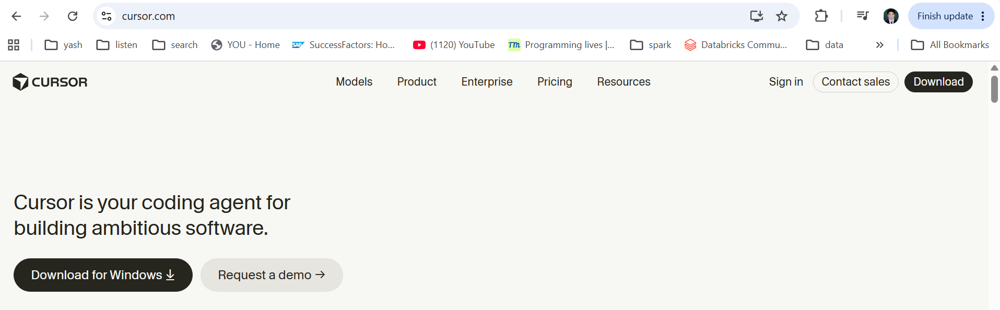 cursor.com
Finish update
yash
listen
search
YOU - Home
SAP
SuccessFactors: Ho...
(1120) YouTube
TM
Programming lives |...
spark
Databricks Commu...
data
All Bookmarks
CURSOR
Models
Product
Enterprise
Pricing
Resources
Sign in
Contact sales
Download
Cursor is your coding agent for
building ambitious software.
Download for Windows
Request a demo →